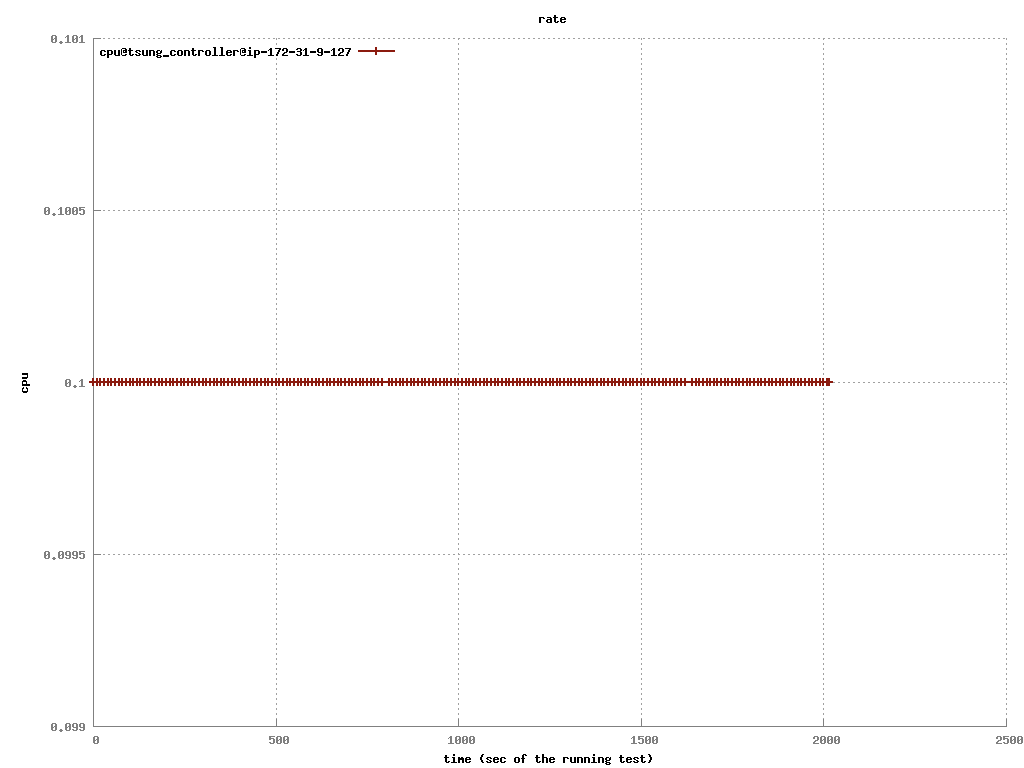 rate
0.101
cpu@tsung_controller@ip-172-31-9-127
0.1005
cpu
0.1
0.0995
0.099
0 500 1000 1500 2000 2500
time (sec of the running test)